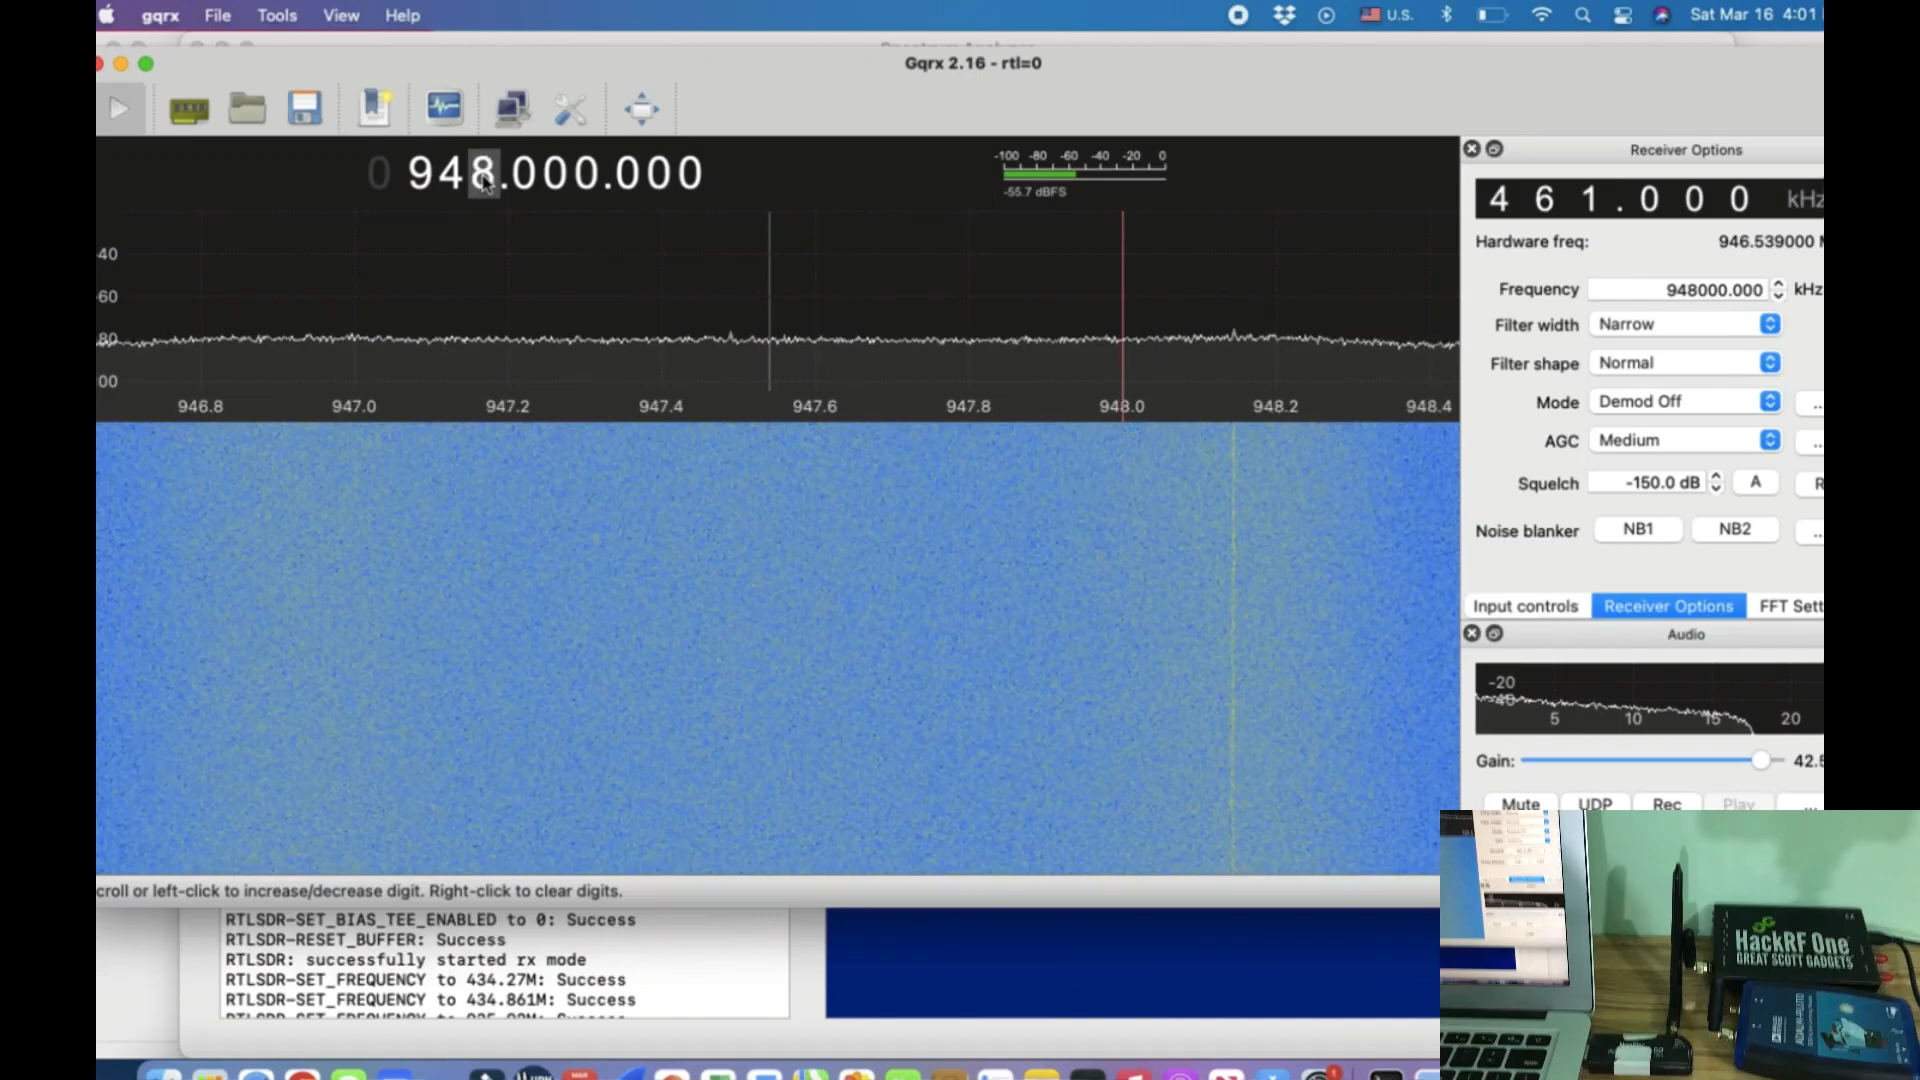 gqrx File Tools View Help U.S. Sat Mar 16 4:01
Gqrx 2.16 - rtl=0
0 948.000.000
-100 -80 -60 -40 -20 0
-55.7 dBFS
40
60
80
00
946.8 947.0 947.2 947.4 947.6 947.8 948.0 948.2 948.4
Receiver Options
461.000 kHz
Hardware freq: 946.539000
Frequency 948000.000 kHz
Filter width Narrow
Filter shape Normal
Mode Demod Off ...
AGC Medium ...
Squelch -150.0 dB A R
Noise blanker NB1 NB2 ...
Input controls Receiver Options FFT Sett
Audio
-20
-40
5 10 15 20
Gain: 42.5
Mute UDP Rec Play ...
croll or left-click to increase/decrease digit. Right-click to clear digits.
RTLSDR-SET_BIAS_TEE_ENABLED to 0: Success
RTLSDR-RESET_BUFFER: Success
RTLSDR: successfully started rx mode
RTLSDR-SET_FREQUENCY to 434.27M: Success
RTLSDR-SET_FREQUENCY to 434.861M: Success
HackRF One
GREAT SCOTT GADGETS